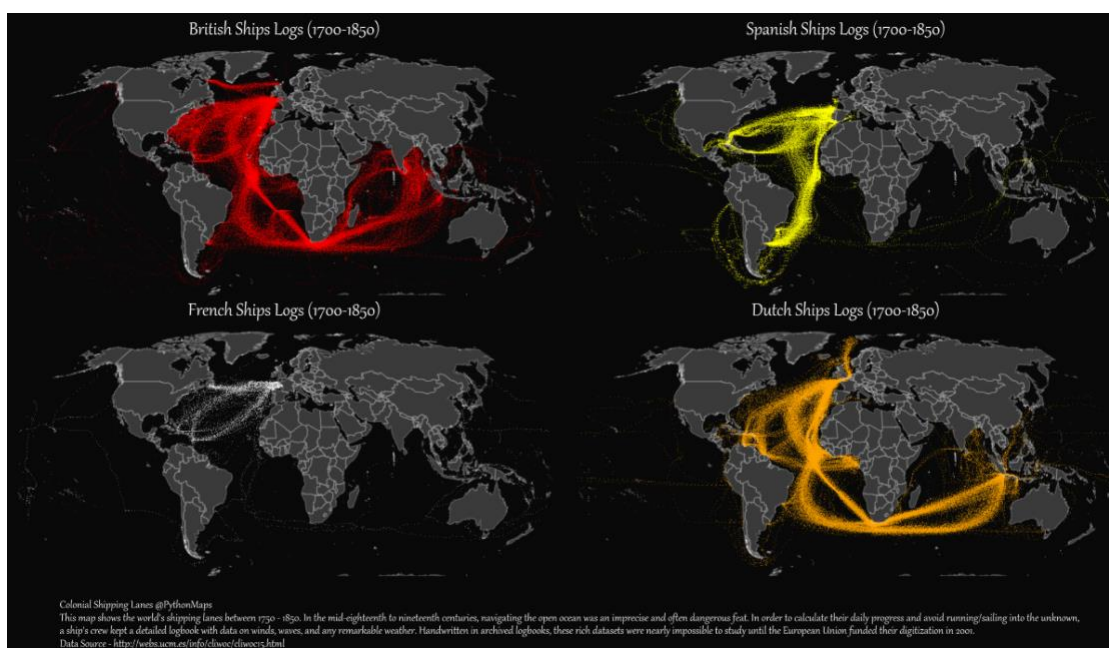 British Ships Logs (1700-1850)
Spanish Ships Logs (1700-1850)
French Ships Logs (1700-1850)
Dutch Ships Logs (1700-1850)
Colonial Shipping Lanes @PythonMaps
This map shows the world's shipping lanes between 1750 - 1850. In the mid-eighteenth to nineteenth centuries, navigating the open ocean was an imprecise and often dangerous feat. In order to calculate their daily progress and avoid running/sailing into the unknown,
a ship's crew kept a detailed logbook with data on winds, waves, and any remarkable weather. Handwritten in archived logbooks, these rich datasets were nearly impossible to study until the European Union funded their digitization in 2001.
Data Source - http://webs.ucm.es/info/cliwoc/cliwoc15.html